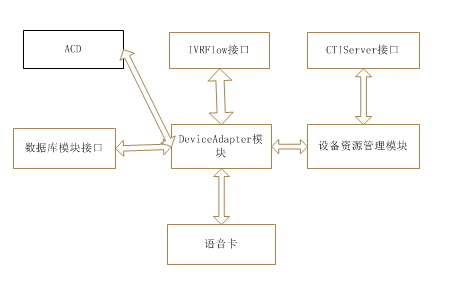 ACD
IVRFlow接口
CTIServer接口
数据库模块接口
DeviceAdapter模
块
设备资源管理模块
语音卡